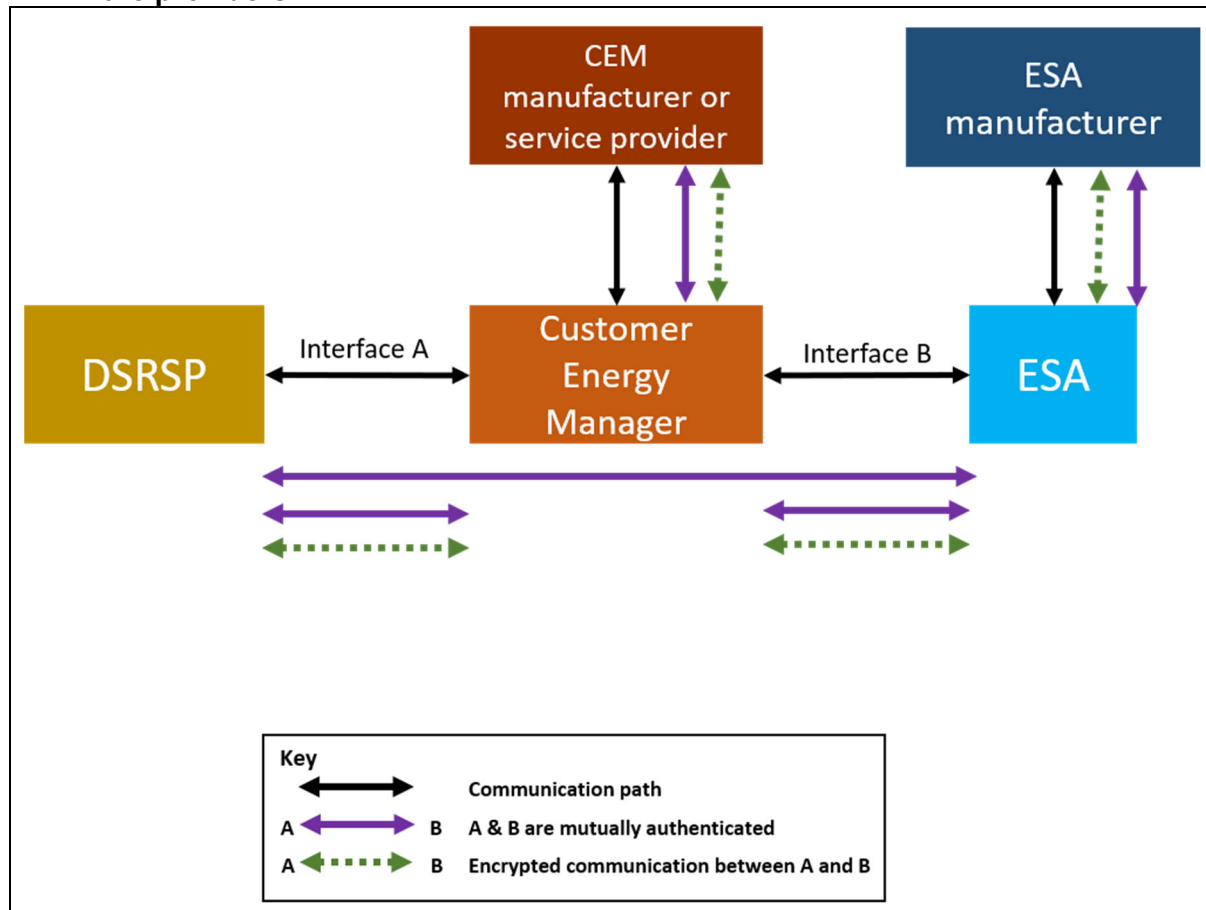 CEM
manufacturer or
service provider
ESA
manufacturer
DSRSP
Interface A
Customer
Energy
Manager
Interface B
ESA
Key
Communication path
A B A & B are mutually authenticated
A B Encrypted communication between A and B